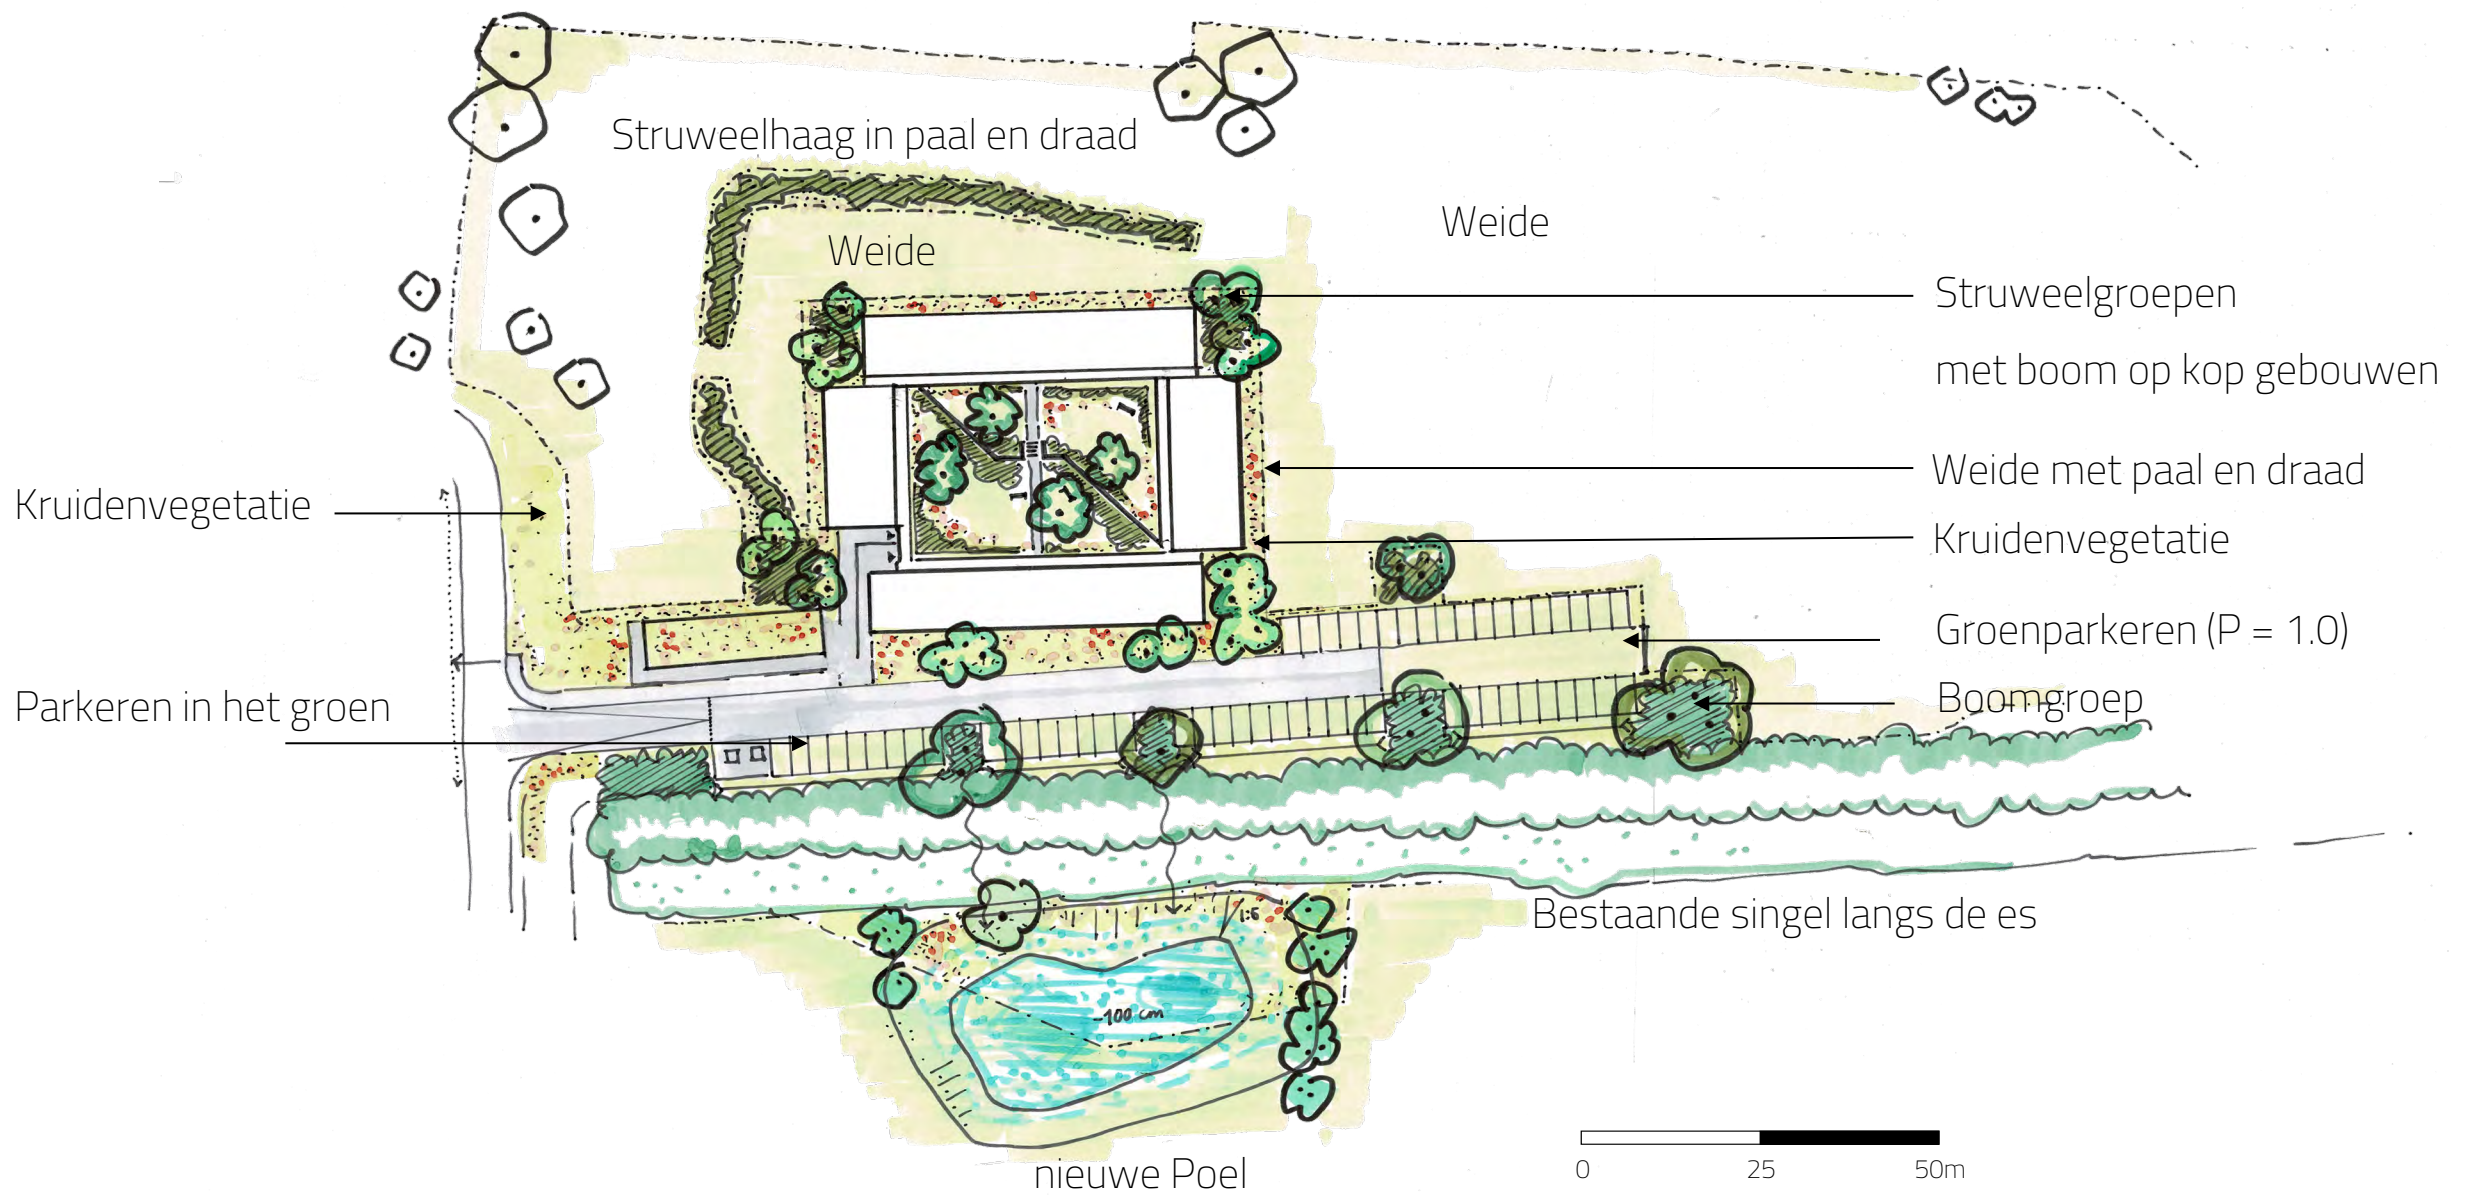 Struweelhaag in paal en draad
Weide
Weide
Struweelgroepen
met boom op kop gebouwen
Weide met paal en draad
Kruidenvegetatie
Kruidenvegetatie
Groenparkeren (P = 1.0)
Parkeren in het groen
Boomgroep
1:6
Bestaande singel langs de es
-100 cm
nieuwe Poel
0 25 50m